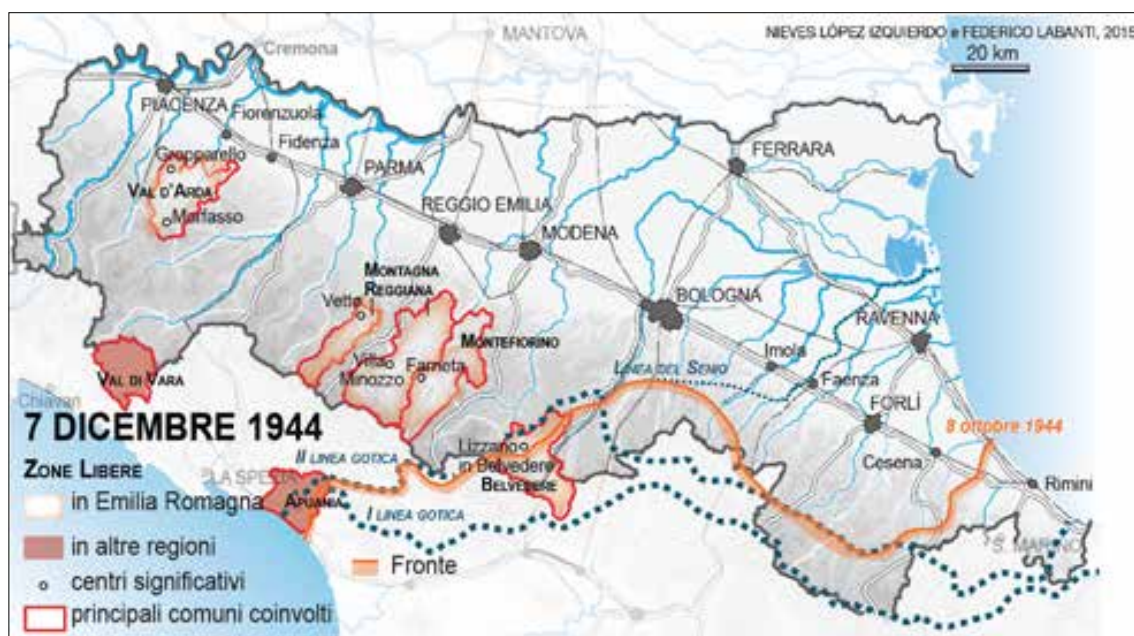 NIEVES LÓPEZ IZQUIERDO e FEDERICO LABANTI, 2015
20 km
Cremona
MANTOVA
PIACENZA
Fiorenzuola
Fidenza
Gropparello
VAL D'ARDA
Morfasso
PARMA
REGGIO EMILIA
MODENA
FERRARA
BOLOGNA
RAVENNA
MONTAGNA
REGGIANA
Vetto
MONTEFIORINO
Villa
Minozzo
Farneta
Imola
LINEA DEL SENIO
Faenza
FORLÌ
8 ottobre 1944
Cesena
Rimini
S. MARINO
VAL DI VARA
Chiavari
Lizzano
in Belvedere
BELVEDERE
II LINEA GOTICA
I LINEA GOTICA
LA SPEZIA
APUANIA
7 DICEMBRE 1944
ZONE LIBERE
in Emilia Romagna
in altre regioni
centri significativi
principali comuni coinvolti
Fronte